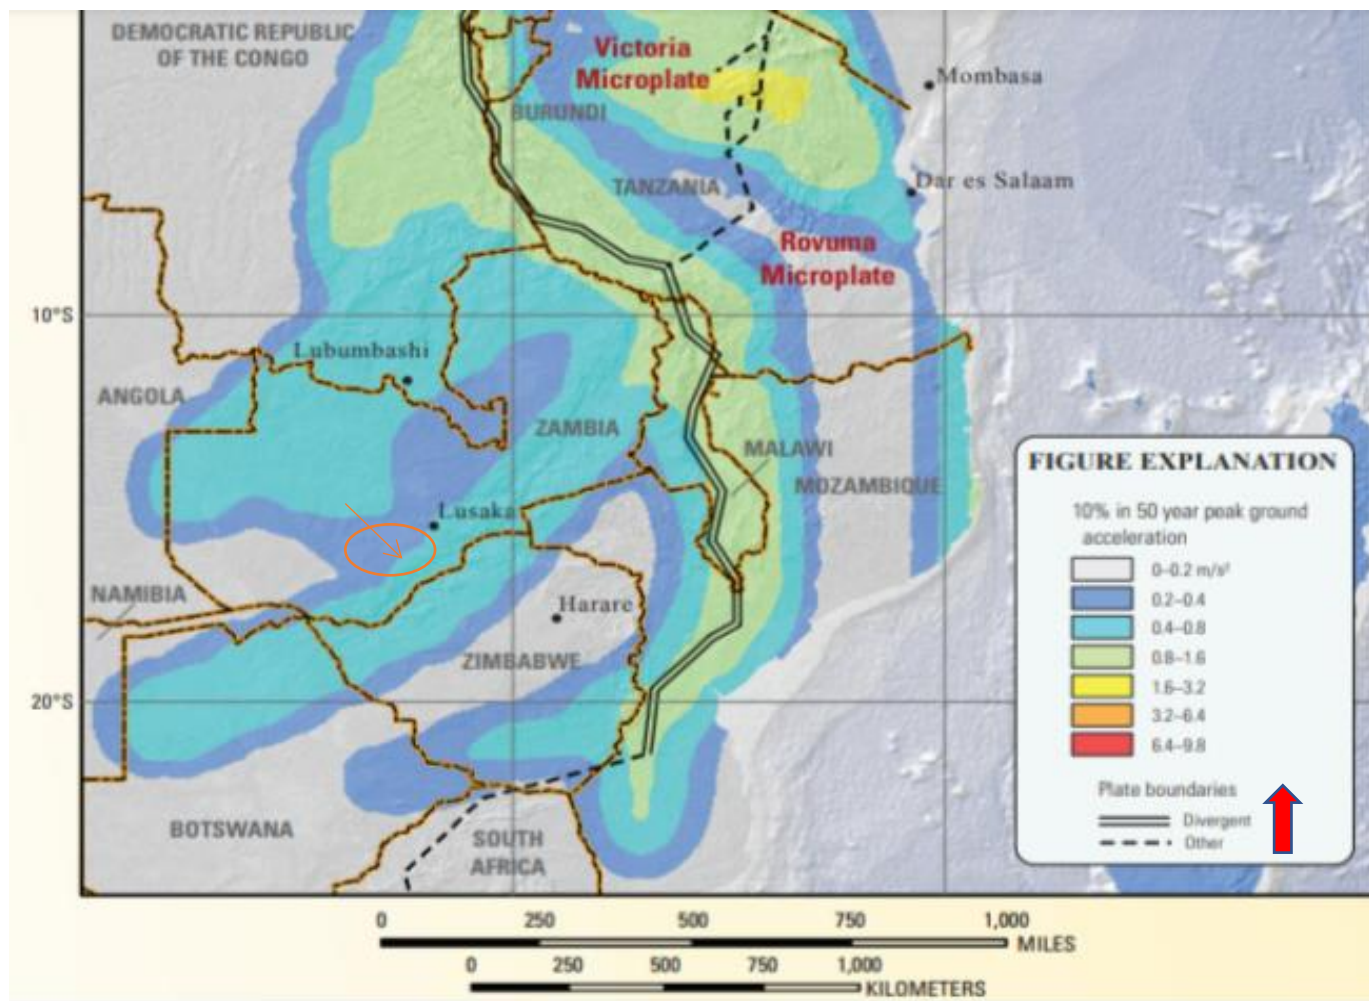 DEMOCRATIC REPUBLIC
OF THE CONGO
Victoria
Microplate
Mombasa
BURUNDI
TANZANIA
Dar es Salaam
Rovuma
Microplate
10°S
Lubumbashi
ANGOLA
ZAMBIA
MALAWI
MOZAMBIQUE
Lusaka
NAMIBIA
Harare
ZIMBABWE
20°S
BOTSWANA
SOUTH
AFRICA
FIGURE EXPLANATION
10% in 50 year peak ground
acceleration
0–0.2 m/s²
0.2–0.4
0.4–0.8
0.8–1.6
1.6–3.2
3.2–6.4
6.4–9.8
Plate boundaries
Divergent
Other
0 250 500 750 1,000
MILES
0 250 500 750 1,000
KILOMETERS